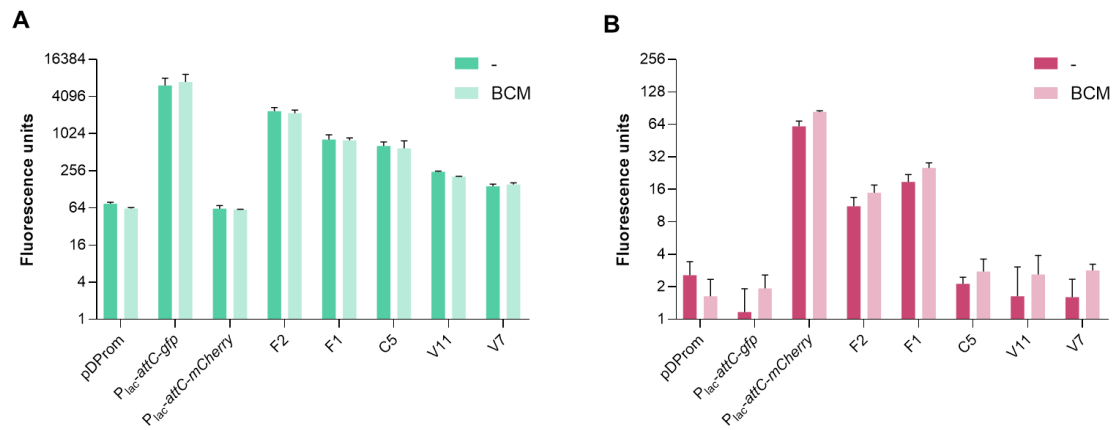 A
Fluorescence units
16384
4096
1024
256
64
16
4
1
-
BCM
pDProm
Plac-attC-gfp
Plac-attC-mCherry
F2
F1
C5
V11
V7
B
Fluorescence units
256
128
64
32
16
8
4
2
1
-
BCM
pDProm
Plac-attC-gfp
Plac-attC-mCherry
F2
F1
C5
V11
V7